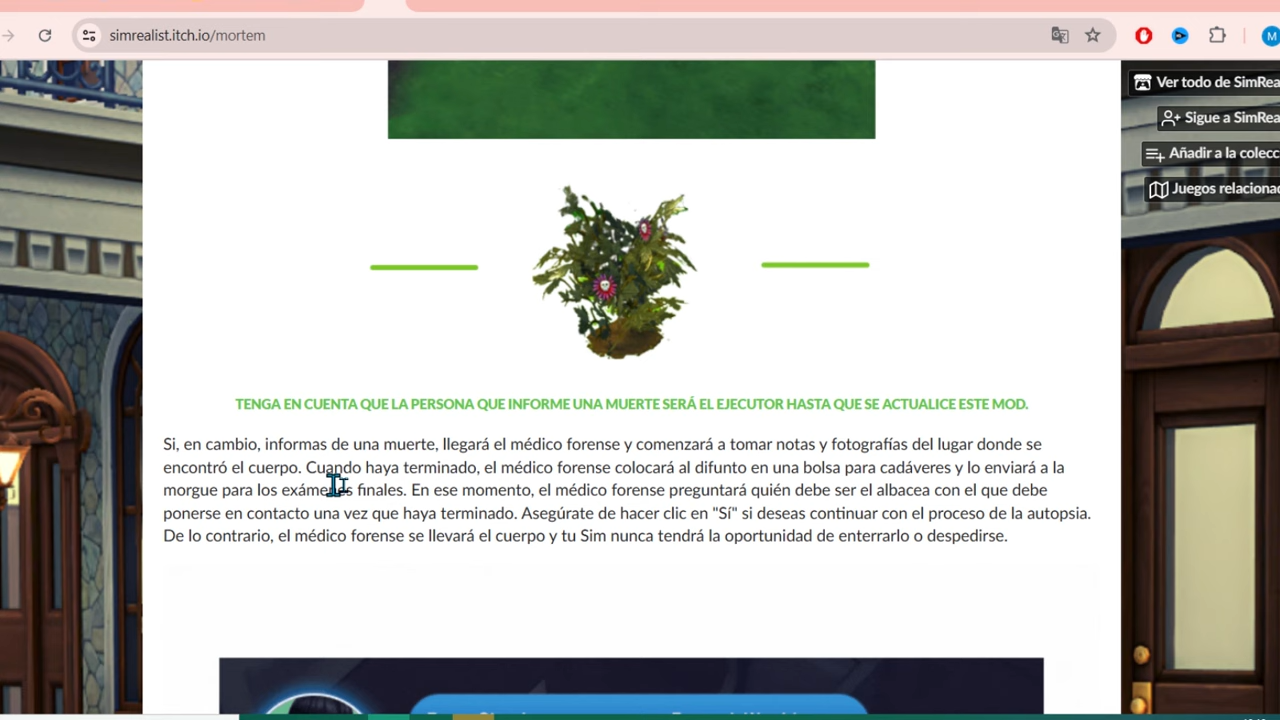 simrealist.itch.io/mortem
M
Ver todo de SimRea
Sigue a SimRea
Añadir a la colecc
Juegos relaciona
TENGA EN CUENTA QUE LA PERSONA QUE INFORME UNA MUERTE SERÁ EL EJECUTOR HASTA QUE SE ACTUALICE ESTE MOD.
Si, en cambio, informas de una muerte, llegará el médico forense y comenzará a tomar notas y fotografías del lugar donde se
encontró el cuerpo. Cuando haya terminado, el médico forense colocará al difunto en una bolsa para cadáveres y lo enviará a la
morgue para los exámenes finales. En ese momento, el médico forense preguntará quién debe ser el albacea con el que debe
ponerse en contacto una vez que haya terminado. Asegúrate de hacer clic en "Sí" si deseas continuar con el proceso de la autopsia.
De lo contrario, el médico forense se llevará el cuerpo y tu Sim nunca tendrá la oportunidad de enterrarlo o despedirse.